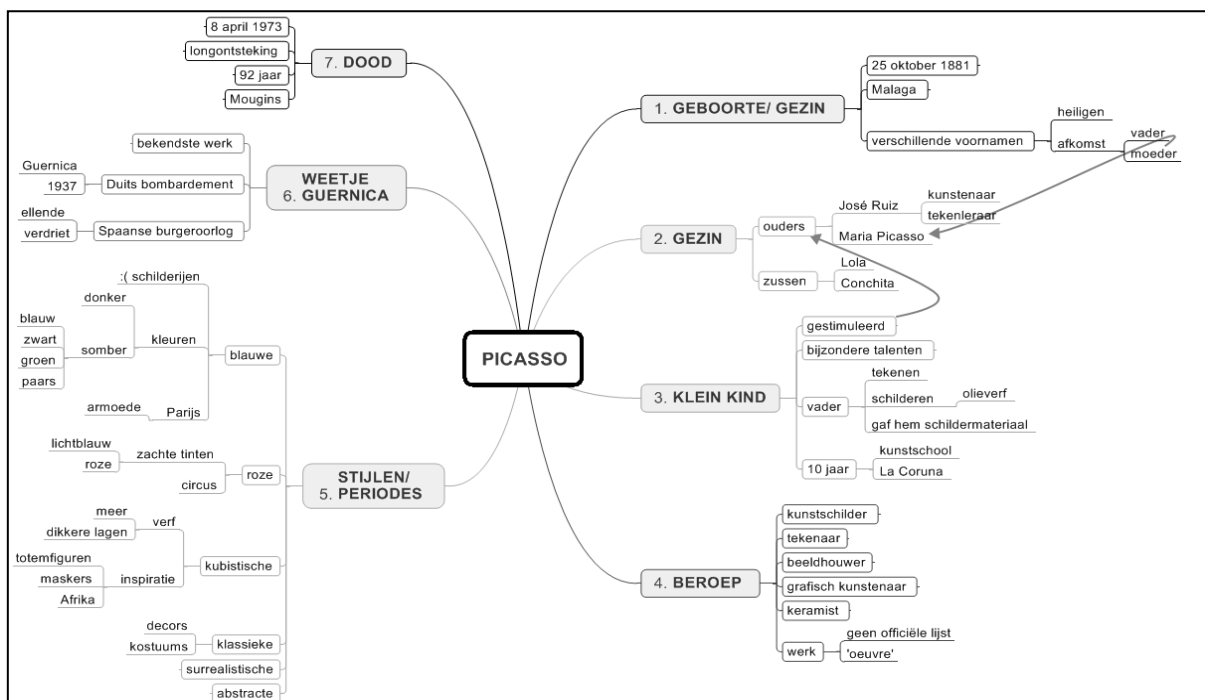 PICASSO
1. GEBOORTE/ GEZIN
25 oktober 1881
Malaga
verschillende voornamen
heiligen
afkomst
vader
moeder
2. GEZIN
ouders
José Ruiz
kunstenaar
tekenleraar
Maria Picasso
zussen
Lola
Conchita
3. KLEIN KIND
gestimuleerd
bijzondere talenten
vader
tekenen
schilderen
olieverf
gaf hem schildermateriaal
10 jaar
kunstschool
La Coruna
4. BEROEP
kunstschilder
tekenaar
beeldhouwer
grafisch kunstenaar
keramist
werk
geen officiële lijst
'oeuvre'
STIJLEN/
5. PERIODES
blauwe
:( schilderijen
kleuren
donker
somber
blauw
zwart
groen
paars
Parijs
armoede
roze
zachte tinten
lichtblauw
roze
circus
kubistische
verf
meer
dikkere lagen
inspiratie
totemfiguren
maskers
Afrika
klassieke
decors
kostuums
surrealistische
abstracte
WEETJE
6. GUERNICA
bekendste werk
Duits bombardement
Guernica
1937
Spaanse burgeroorlog
ellende
verdriet
7. DOOD
8 april 1973
longontsteking
92 jaar
Mougins